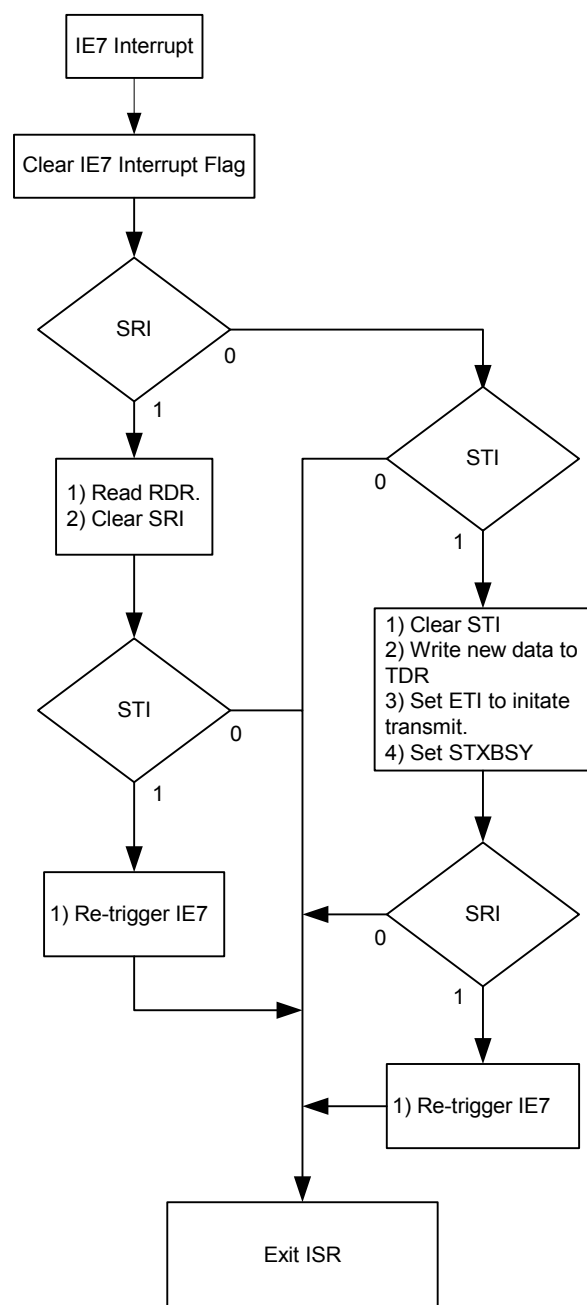 IE7 Interrupt
Clear IE7 Interrupt Flag
SRI
0
1
STI
0
1
1) Read RDR.
2) Clear SRI
1) Clear STI
2) Write new data to
TDR
3) Set ETI to initate
transmit.
4) Set STXBSY
STI
0
1
1) Re-trigger IE7
SRI
0
1
1) Re-trigger IE7
Exit ISR